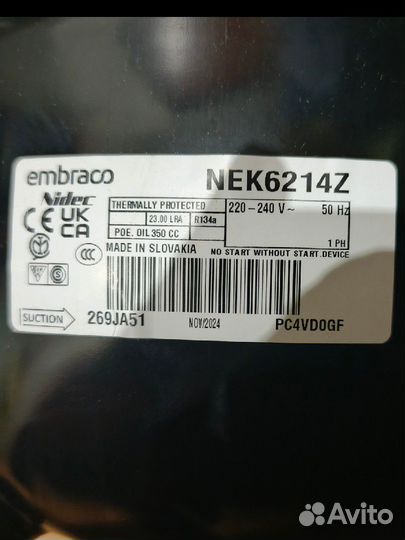 embraco
NEK6214Z
Nidec
THERMALLY PROTECTED
23.00 LRA R134a
POE. OIL 350 CC
220-240 V~ 50 Hz
1 PH
CE UK CA
CCC
MADE IN SLOVAKIA
NO START WITHOUT START.DEVICE
SUCTION
269JA51
NOV/2024
PC4VD0GF
Avito